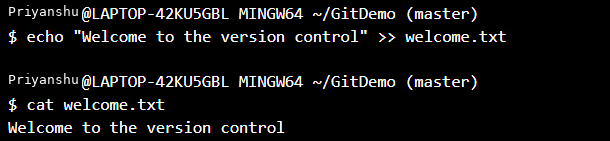 Priyanshu@LAPTOP-42KU5GBL MINGW64 ~/GitDemo (master)
$ echo "Welcome to the version control" >> welcome.txt
Priyanshu@LAPTOP-42KU5GBL MINGW64 ~/GitDemo (master)
$ cat welcome.txt
Welcome to the version control